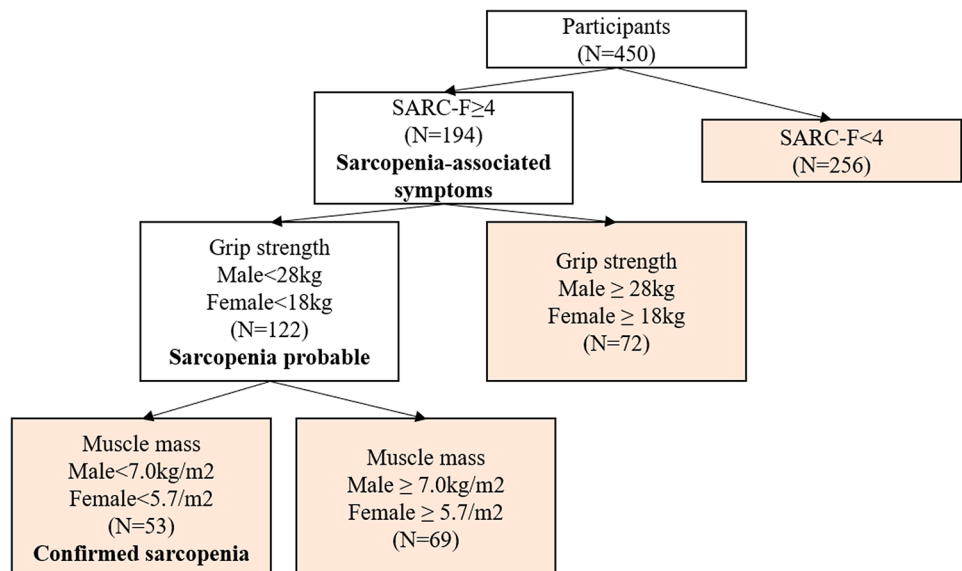 Participants
(N=450)
SARC-F≥4
(N=194)
Sarcopenia-associated
symptoms
SARC-F<4
(N=256)
Grip strength
Male<28kg
Female<18kg
(N=122)
Sarcopenia probable
Grip strength
Male ≥ 28kg
Female ≥ 18kg
(N=72)
Muscle mass
Male<7.0kg/m2
Female<5.7/m2
(N=53)
Confirmed sarcopenia
Muscle mass
Male ≥ 7.0kg/m2
Female ≥ 5.7/m2
(N=69)